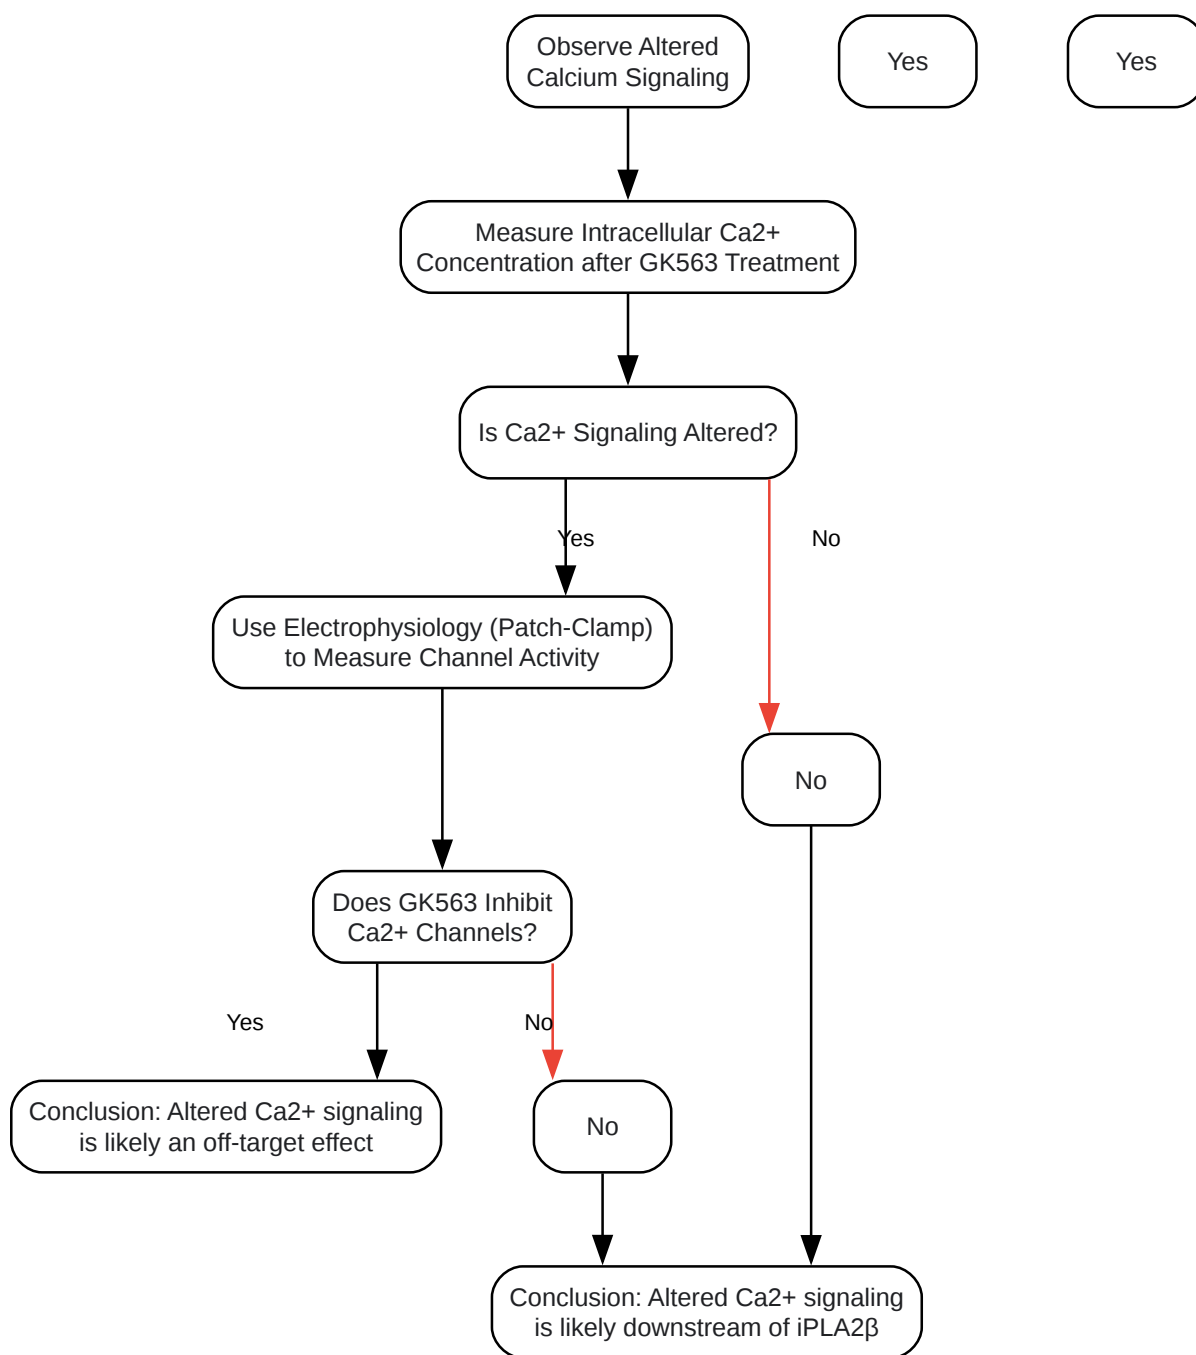 Observe Altered
Calcium Signaling
Yes
Yes
Measure Intracellular Ca2+
Concentration after GK563 Treatment
Is Ca2+ Signaling Altered?
Yes
No
Use Electrophysiology (Patch-Clamp)
to Measure Channel Activity
No
Does GK563 Inhibit
Ca2+ Channels?
Yes
No
Conclusion: Altered Ca2+ signaling
is likely an off-target effect
No
Conclusion: Altered Ca2+ signaling
is likely downstream of iPLA2β